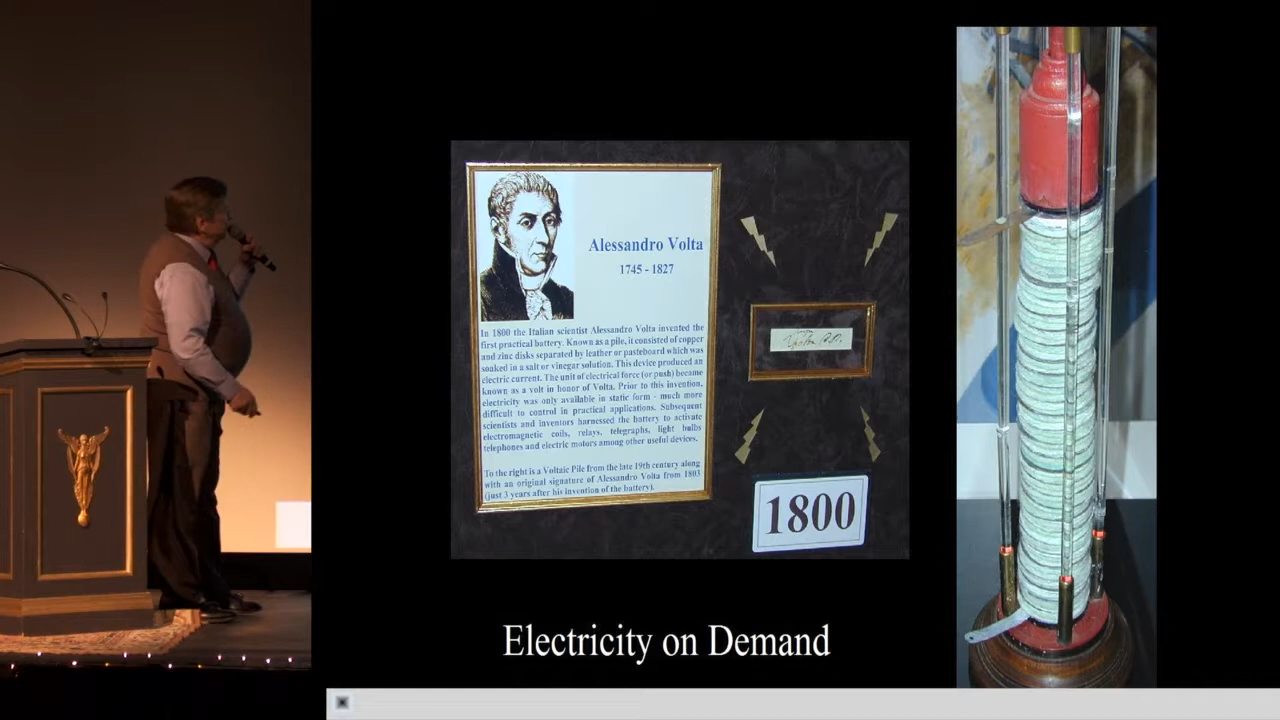 Alessandro Volta
1745 - 1827
In 1800 the Italian scientist Alessandro Volta invented the
first practical battery. Known as a pile, it consisted of copper
and zinc disks separated by leather or pasteboard which was
soaked in a salt or vinegar solution. This device produced an
electric current. The unit of electrical force (or push) became
known as a volt in honor of Volta. Prior to this invention,
electricity was only available in static form - much more
difficult to control in practical applications. Subsequent
scientists and inventors harnessed the battery to activate
electromagnetic coils, relays, telegraphs, light bulbs
telephones and electric motors among other useful devices.
To the right is a Voltaic Pile from the late 19th century along
with an original signature of Alessandro Volta from 1803
(just 3 years after his invention of the battery).
1800
Electricity on Demand